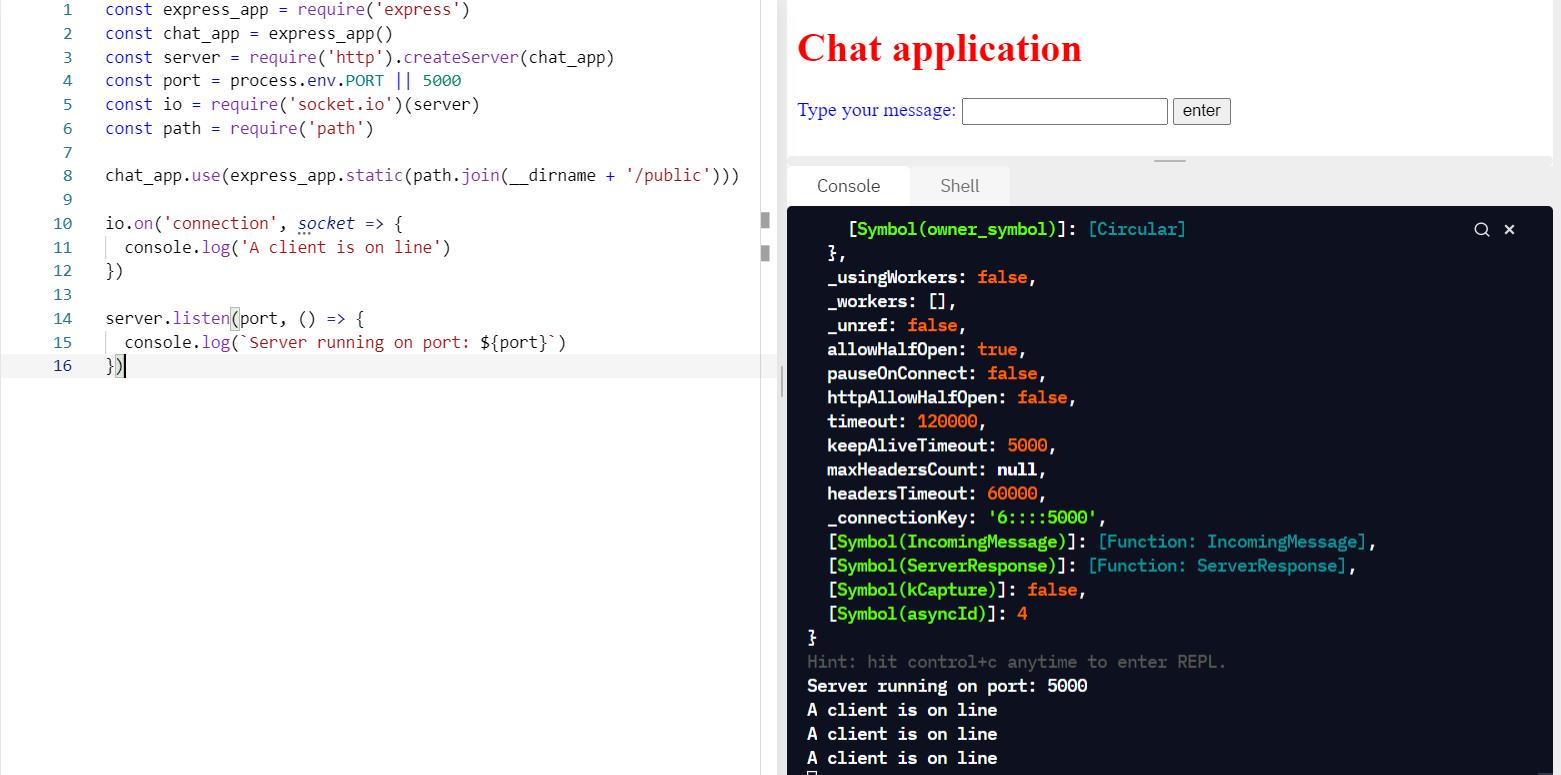 1 const express_app = require('express')
2 const chat_app = express_app()
3 const server = require('http').createServer(chat_app)
4 const port = process.env.PORT || 5000
5 const io = require('socket.io')(server)
6 const path = require('path')
7
8 chat_app.use(express_app.static(path.join(__dirname + '/public')))
9
10 io.on('connection', socket => {
11   console.log('A client is on line')
12 })
13
14 server.listen(port, () => {
15   console.log(`Server running on port: ${port}`)
16 })
Chat application
Type your message: enter
Console Shell
[Symbol(owner_symbol)]: [Circular]
},
_usingWorkers: false,
_workers: [],
_unref: false,
allowHalfOpen: true,
pauseOnConnect: false,
httpAllowHalfOpen: false,
timeout: 120000,
keepAliveTimeout: 5000,
maxHeadersCount: null,
headersTimeout: 60000,
_connectionKey: '6::::5000',
[Symbol(IncomingMessage)]: [Function: IncomingMessage],
[Symbol(ServerResponse)]: [Function: ServerResponse],
[Symbol(kCapture)]: false,
[Symbol(asyncId)]: 4
}
Hint: hit control+c anytime to enter REPL.
Server running on port: 5000
A client is on line
A client is on line
A client is on line